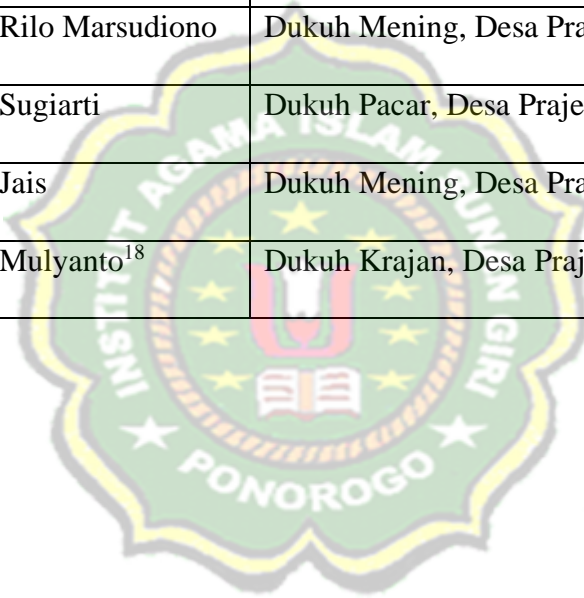 Rilo Marsudiono Dukuh Mening, Desa Pra
Sugiarti Dukuh Pacar, Desa Praje
Jais Dukuh Mening, Desa Pra
Mulyanto18 Dukuh Krajan, Desa Praj
INSTITUT AGAMA ISLAM SUNAN GIRI
PONOROGO